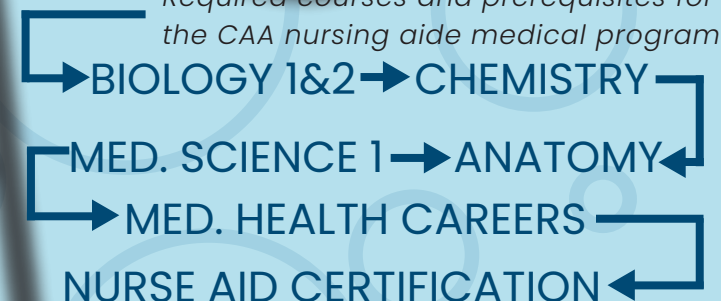 Required courses and prerequisites for
the CAA nursing aide medical program
BIOLOGY 1&2 CHEMISTRY
MED. SCIENCE 1 ANATOMY
MED. HEALTH CAREERS
NURSE AID CERTIFICATION